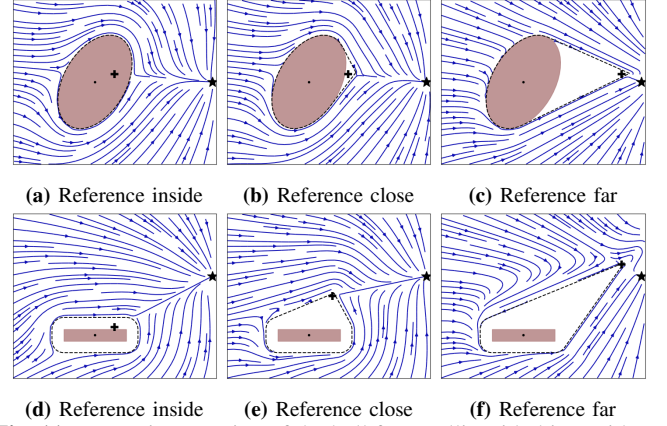 (a) Reference inside
(b) Reference close
(c) Reference far
(d) Reference inside
(e) Reference close
(f) Reference far